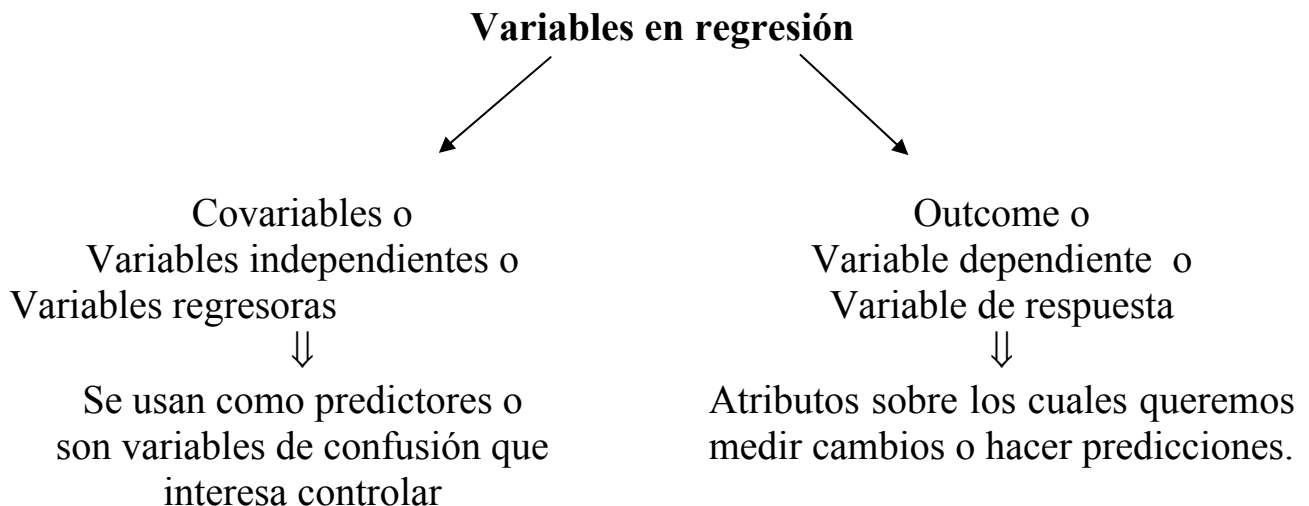 Variables en regresión
Covariables o
Variables independientes o
Variables regresoras
⇓
Se usan como predictores o
son variables de confusión que
interesa controlar
Outcome o
Variable dependiente o
Variable de respuesta
⇓
Atributos sobre los cuales queremos
medir cambios o hacer predicciones.